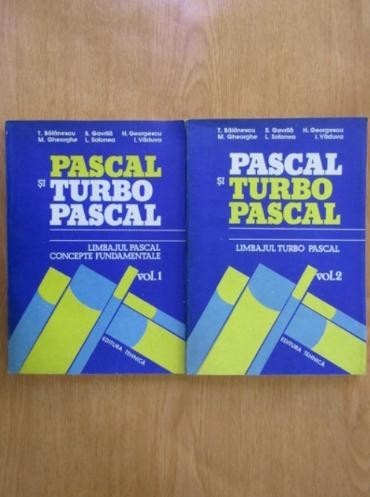 T. Bălănescu S. Gavrilă H. Georgescu
M. Gheorghe L. Sofonea I. Văduva
PASCAL
ȘI TURBO
PASCAL
LIMBAJUL PASCAL
CONCEPTE FUNDAMENTALE
vol.1
EDITURA TEHNICĂ
T. Bălănescu S. Gavrilă H. Georgescu
M. Gheorghe L. Sofonea I. Văduva
PASCAL
ȘI TURBO
PASCAL
LIMBAJUL TURBO PASCAL
vol.2
EDITURA TEHNICĂ